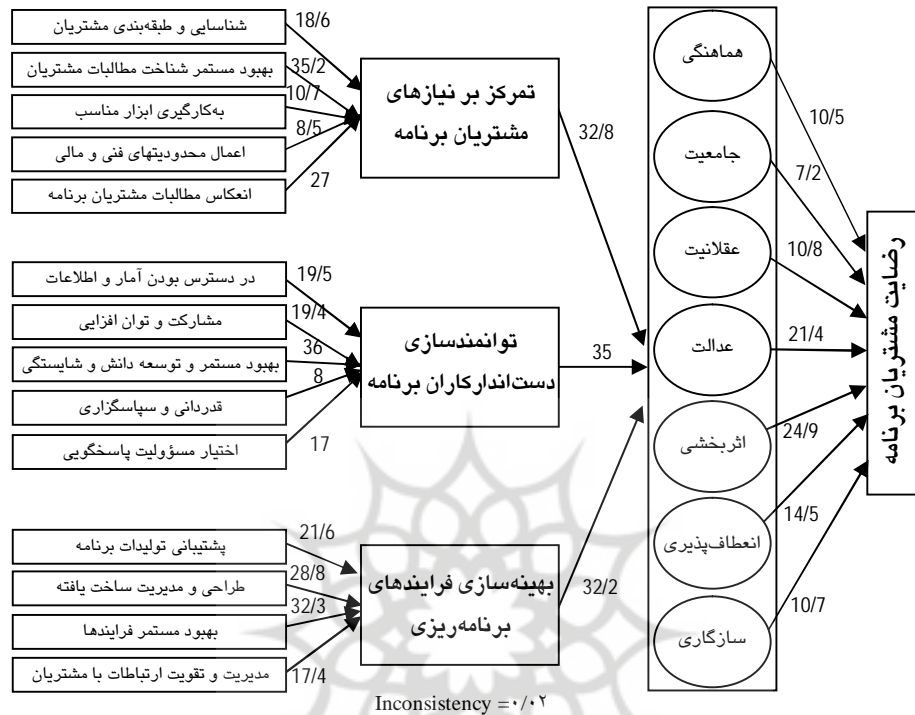 شناسایی و طبقه‌بندی مشتریان
18/6
بهبود مستمر شناخت مطالبات مشتریان
35/2
به‌کارگیری ابزار مناسب
10/7
اعمال محدودیتهای فنی و مالی
8/5
انعکاس مطالبات مشتریان برنامه
27
تمرکز بر نیازهای
مشتریان برنامه
32/8
در دسترس بودن آمار و اطلاعات
19/5
مشارکت و توان افزایی
19/4
بهبود مستمر و توسعه دانش و شایستگی
36
قدردانی و سپاسگزاری
8
اختیار مسؤولیت پاسخگویی
17
توانمندسازی
دست‌اندارکاران برنامه
35
پشتیبانی تولیدات برنامه
21/6
طراحی و مدیریت ساخت یافته
28/8
بهبود مستمر فرایندها
32/3
مدیریت و تقویت ارتباطات با مشتریان
17/4
بهینه‌سازی فرایندهای
برنامه‌ریزی
32/2
هماهنگی
10/5
جامعیت
7/2
عقلانیت
10/8
عدالت
21/4
اثربخشی
24/9
انعطاف‌پذیری
14/5
سازگاری
10/7
رضایت مشتریان برنامه
Inconsistency =۰/۰۲